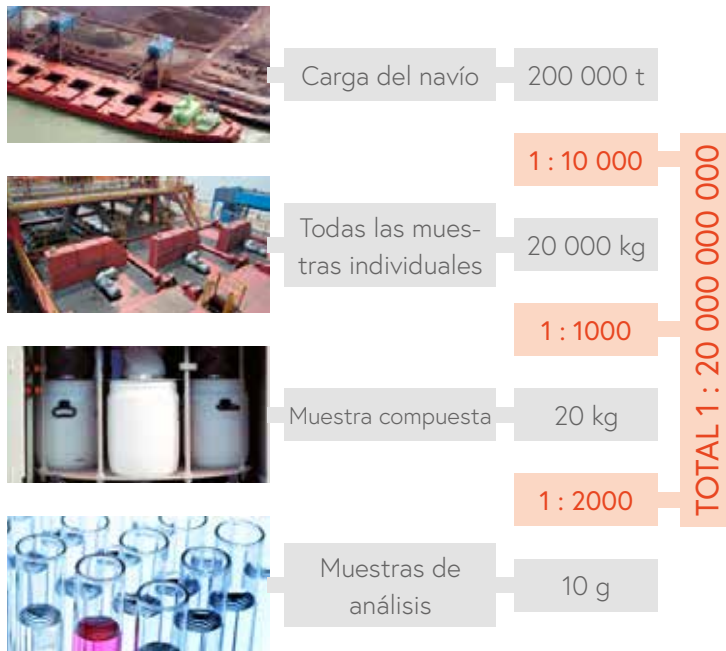 Carga del navío
200 000 t
1 : 10 000
Todas las mues-
tras individuales
20 000 kg
1 : 1000
Muestra compuesta
20 kg
1 : 2000
Muestras de
análisis
10 g
TOTAL 1 : 20 000 000 000